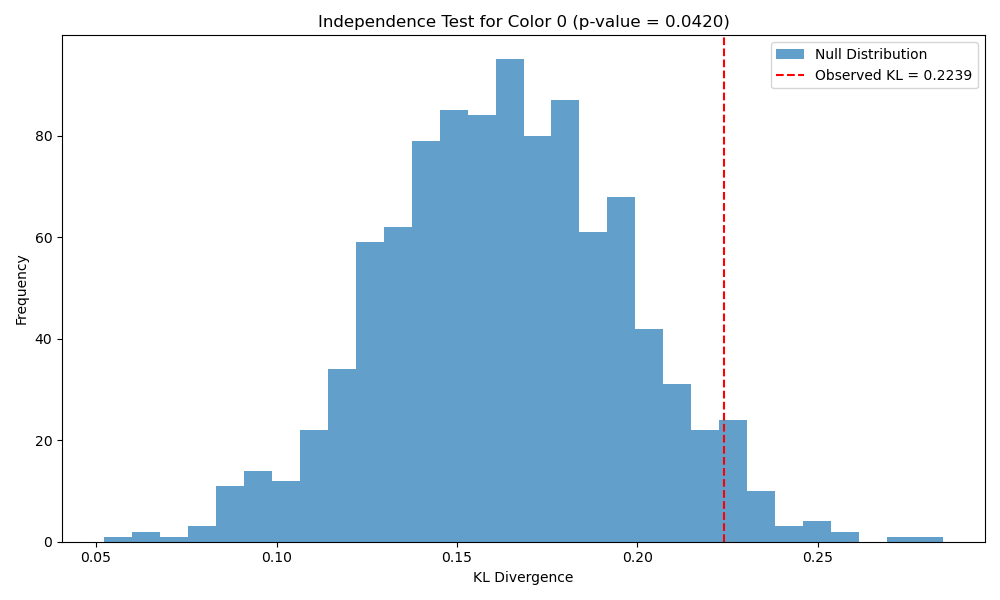 Independence Test for Color 0 (p-value = 0.0420)
Null Distribution
Observed KL = 0.2239
Frequency
80
60
40
20
0
0.05 0.10 0.15 0.20 0.25
KL Divergence